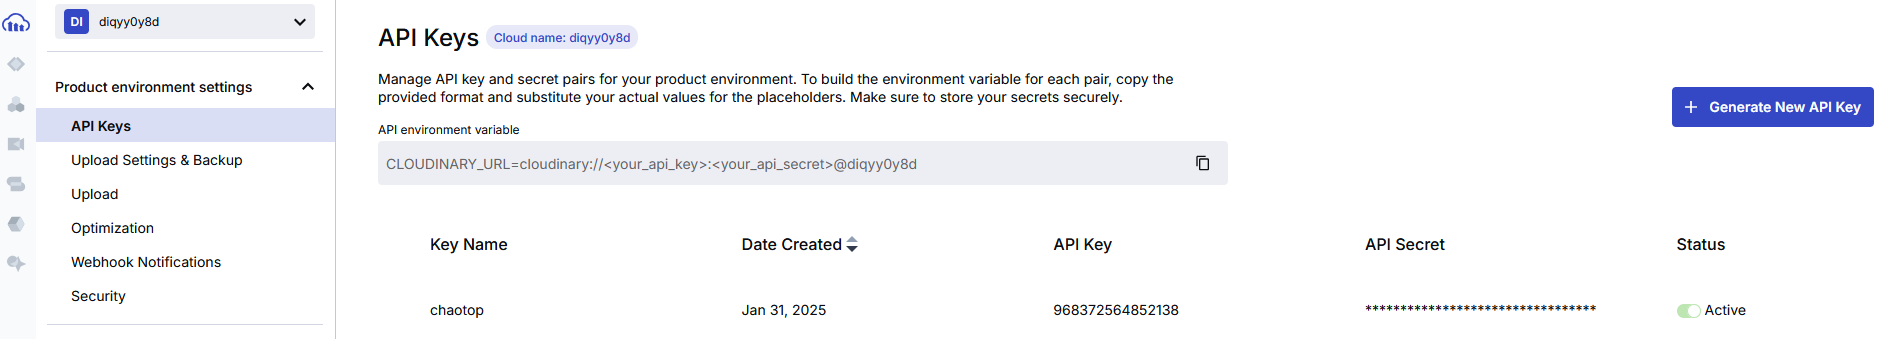 DI diqyy0y8d
Product environment settings
API Keys
Upload Settings & Backup
Upload
Optimization
Webhook Notifications
Security
API Keys Cloud name: diqyy0y8d
Manage API key and secret pairs for your product environment. To build the environment variable for each pair, copy the
provided format and substitute your actual values for the placeholders. Make sure to store your secrets securely.
Generate New API Key
API environment variable
CLOUDINARY_URL=cloudinary://<your_api_key>:<your_api_secret>@diqyy0y8d
Key Name Date Created API Key API Secret Status
chaotop Jan 31, 2025 968372564852138 ********************************* Active